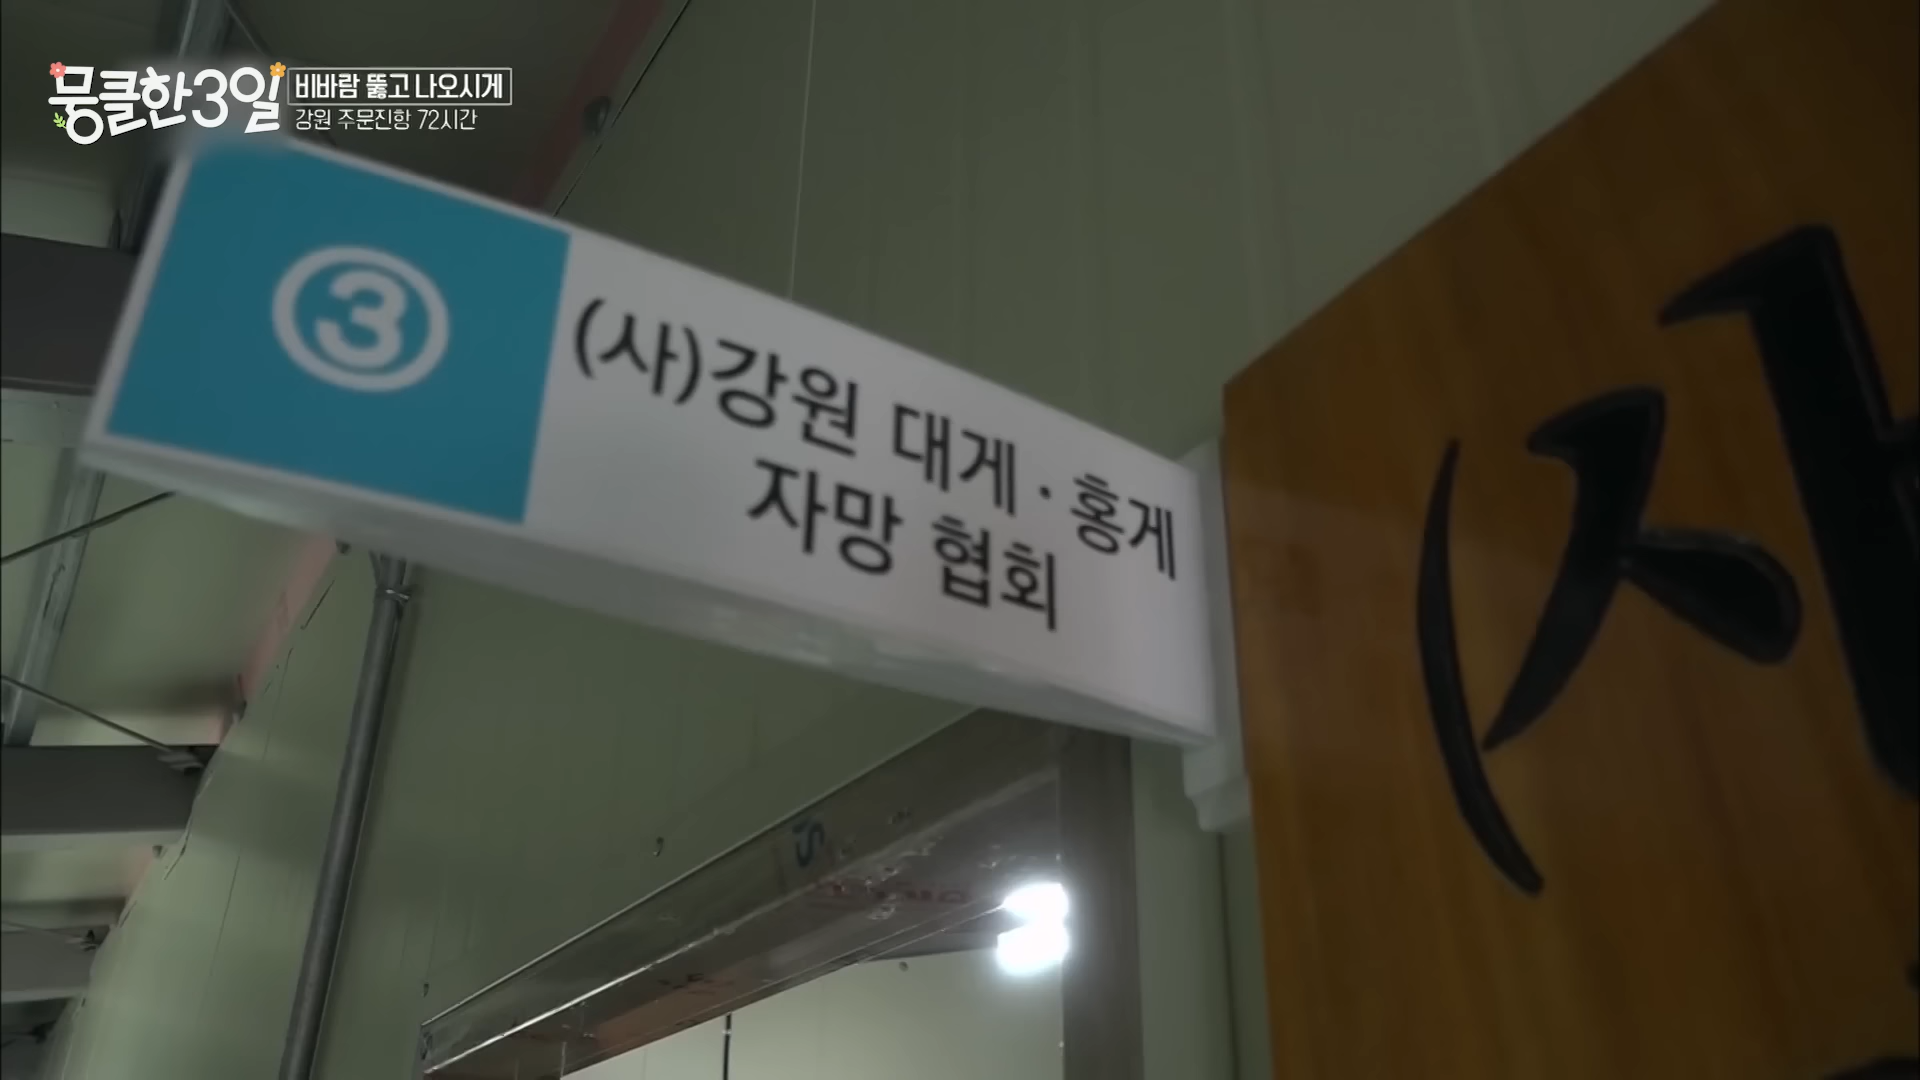 뭉클한3일
비바람 뚫고 나오시게
강원 주문진항 72시간
③
(사)강원 대게·홍게
자망 협회
(사